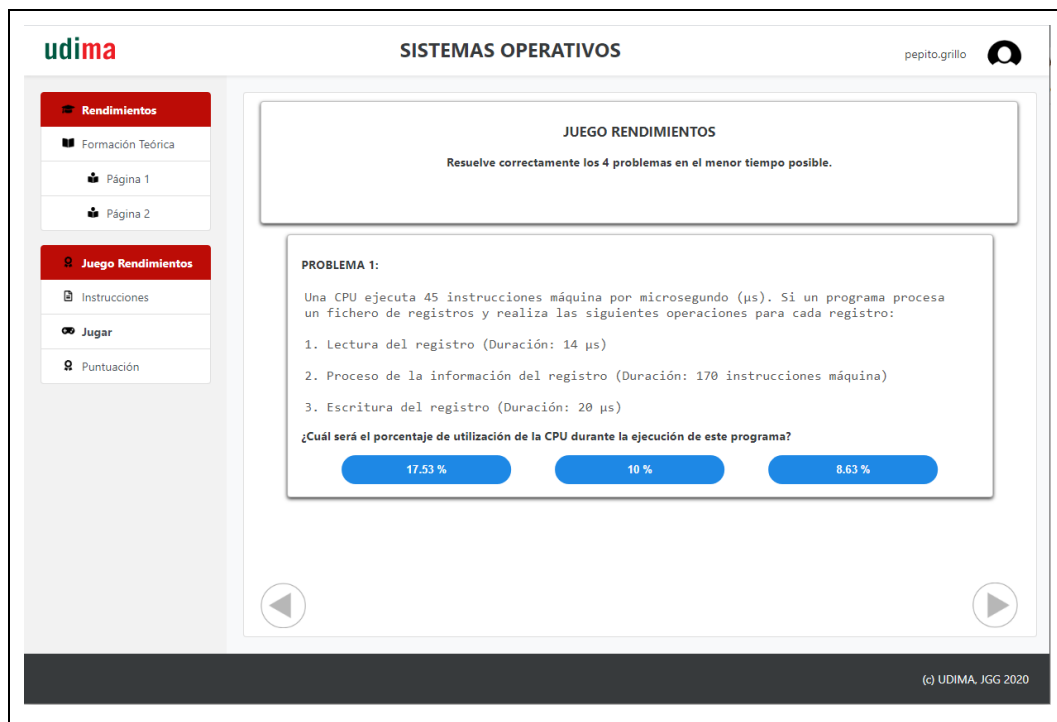 udima
SISTEMAS OPERATIVOS
pepito.grillo
Rendimientos
Formación Teórica
Página 1
Página 2
Juego Rendimientos
Instrucciones
Jugar
Puntuación
JUEGO RENDIMIENTOS
Resuelve correctamente los 4 problemas en el menor tiempo posible.
PROBLEMA 1:
Una CPU ejecuta 45 instrucciones máquina por microsegundo (μs). Si un programa procesa
un fichero de registros y realiza las siguientes operaciones para cada registro:
1. Lectura del registro (Duración: 14 μs)
2. Proceso de la información del registro (Duración: 170 instrucciones máquina)
3. Escritura del registro (Duración: 20 μs)
¿Cuál será el porcentaje de utilización de la CPU durante la ejecución de este programa?
17.53 %
10 %
8.63 %
(c) UDIMA, JGG 2020